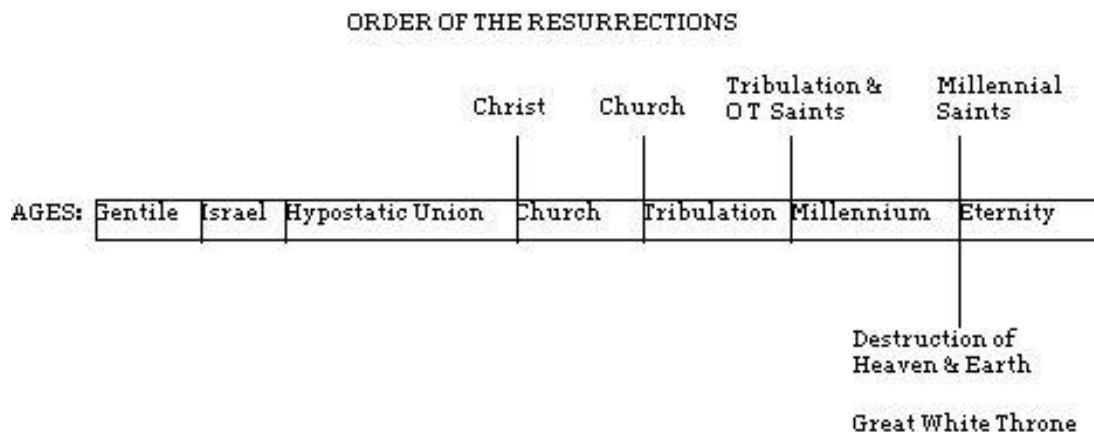 ORDER OF THE RESURRECTIONS
Christ
Church
Tribulation &
O T Saints
Millennial
Saints
AGES: Gentile Israel Hypostatic Union Church Tribulation Millennium Eternity
Destruction of
Heaven & Earth
Great White Throne